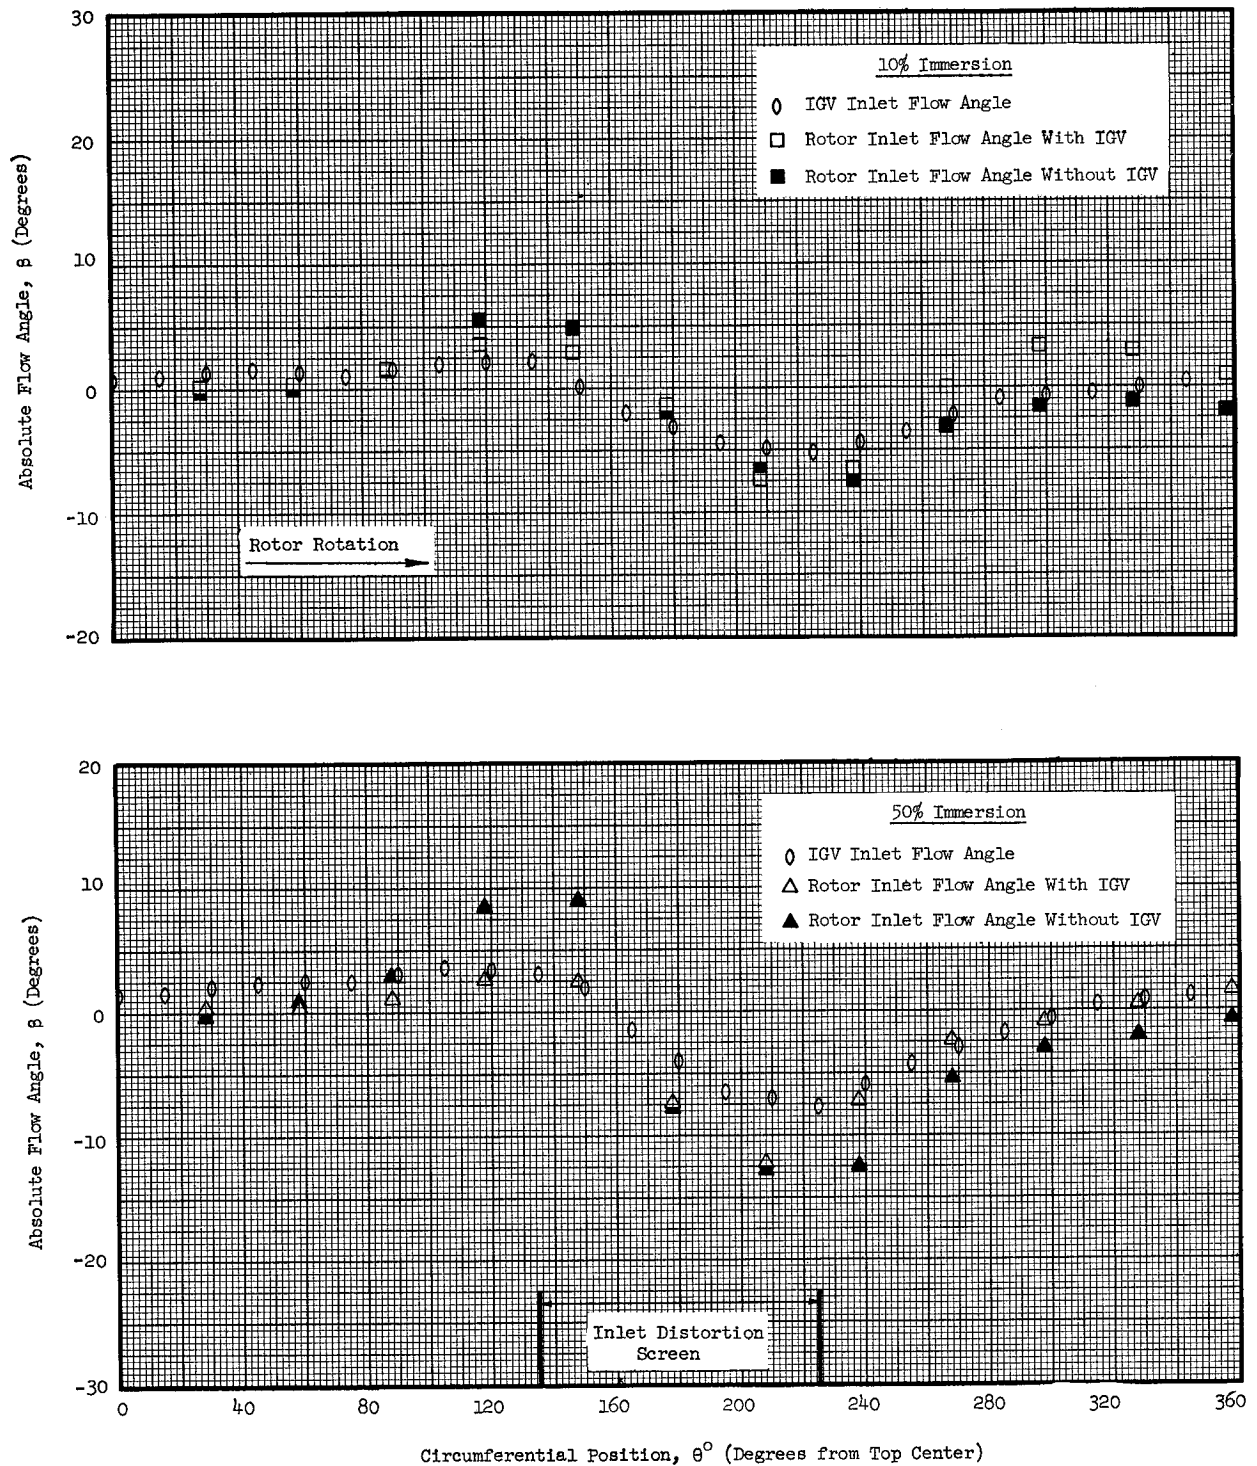 30
20
10
0
-10
-20
Absolute Flow Angle, β (Degrees)
10% Immersion
IGV Inlet Flow Angle
Rotor Inlet Flow Angle With IGV
Rotor Inlet Flow Angle Without IGV
Rotor Rotation
20
10
0
-10
-20
-30
Absolute Flow Angle, β (Degrees)
50% Immersion
IGV Inlet Flow Angle
Rotor Inlet Flow Angle With IGV
Rotor Inlet Flow Angle Without IGV
Inlet Distortion
Screen
0 40 80 120 160 200 240 280 320 360
Circumferential Position, θ° (Degrees from Top Center)